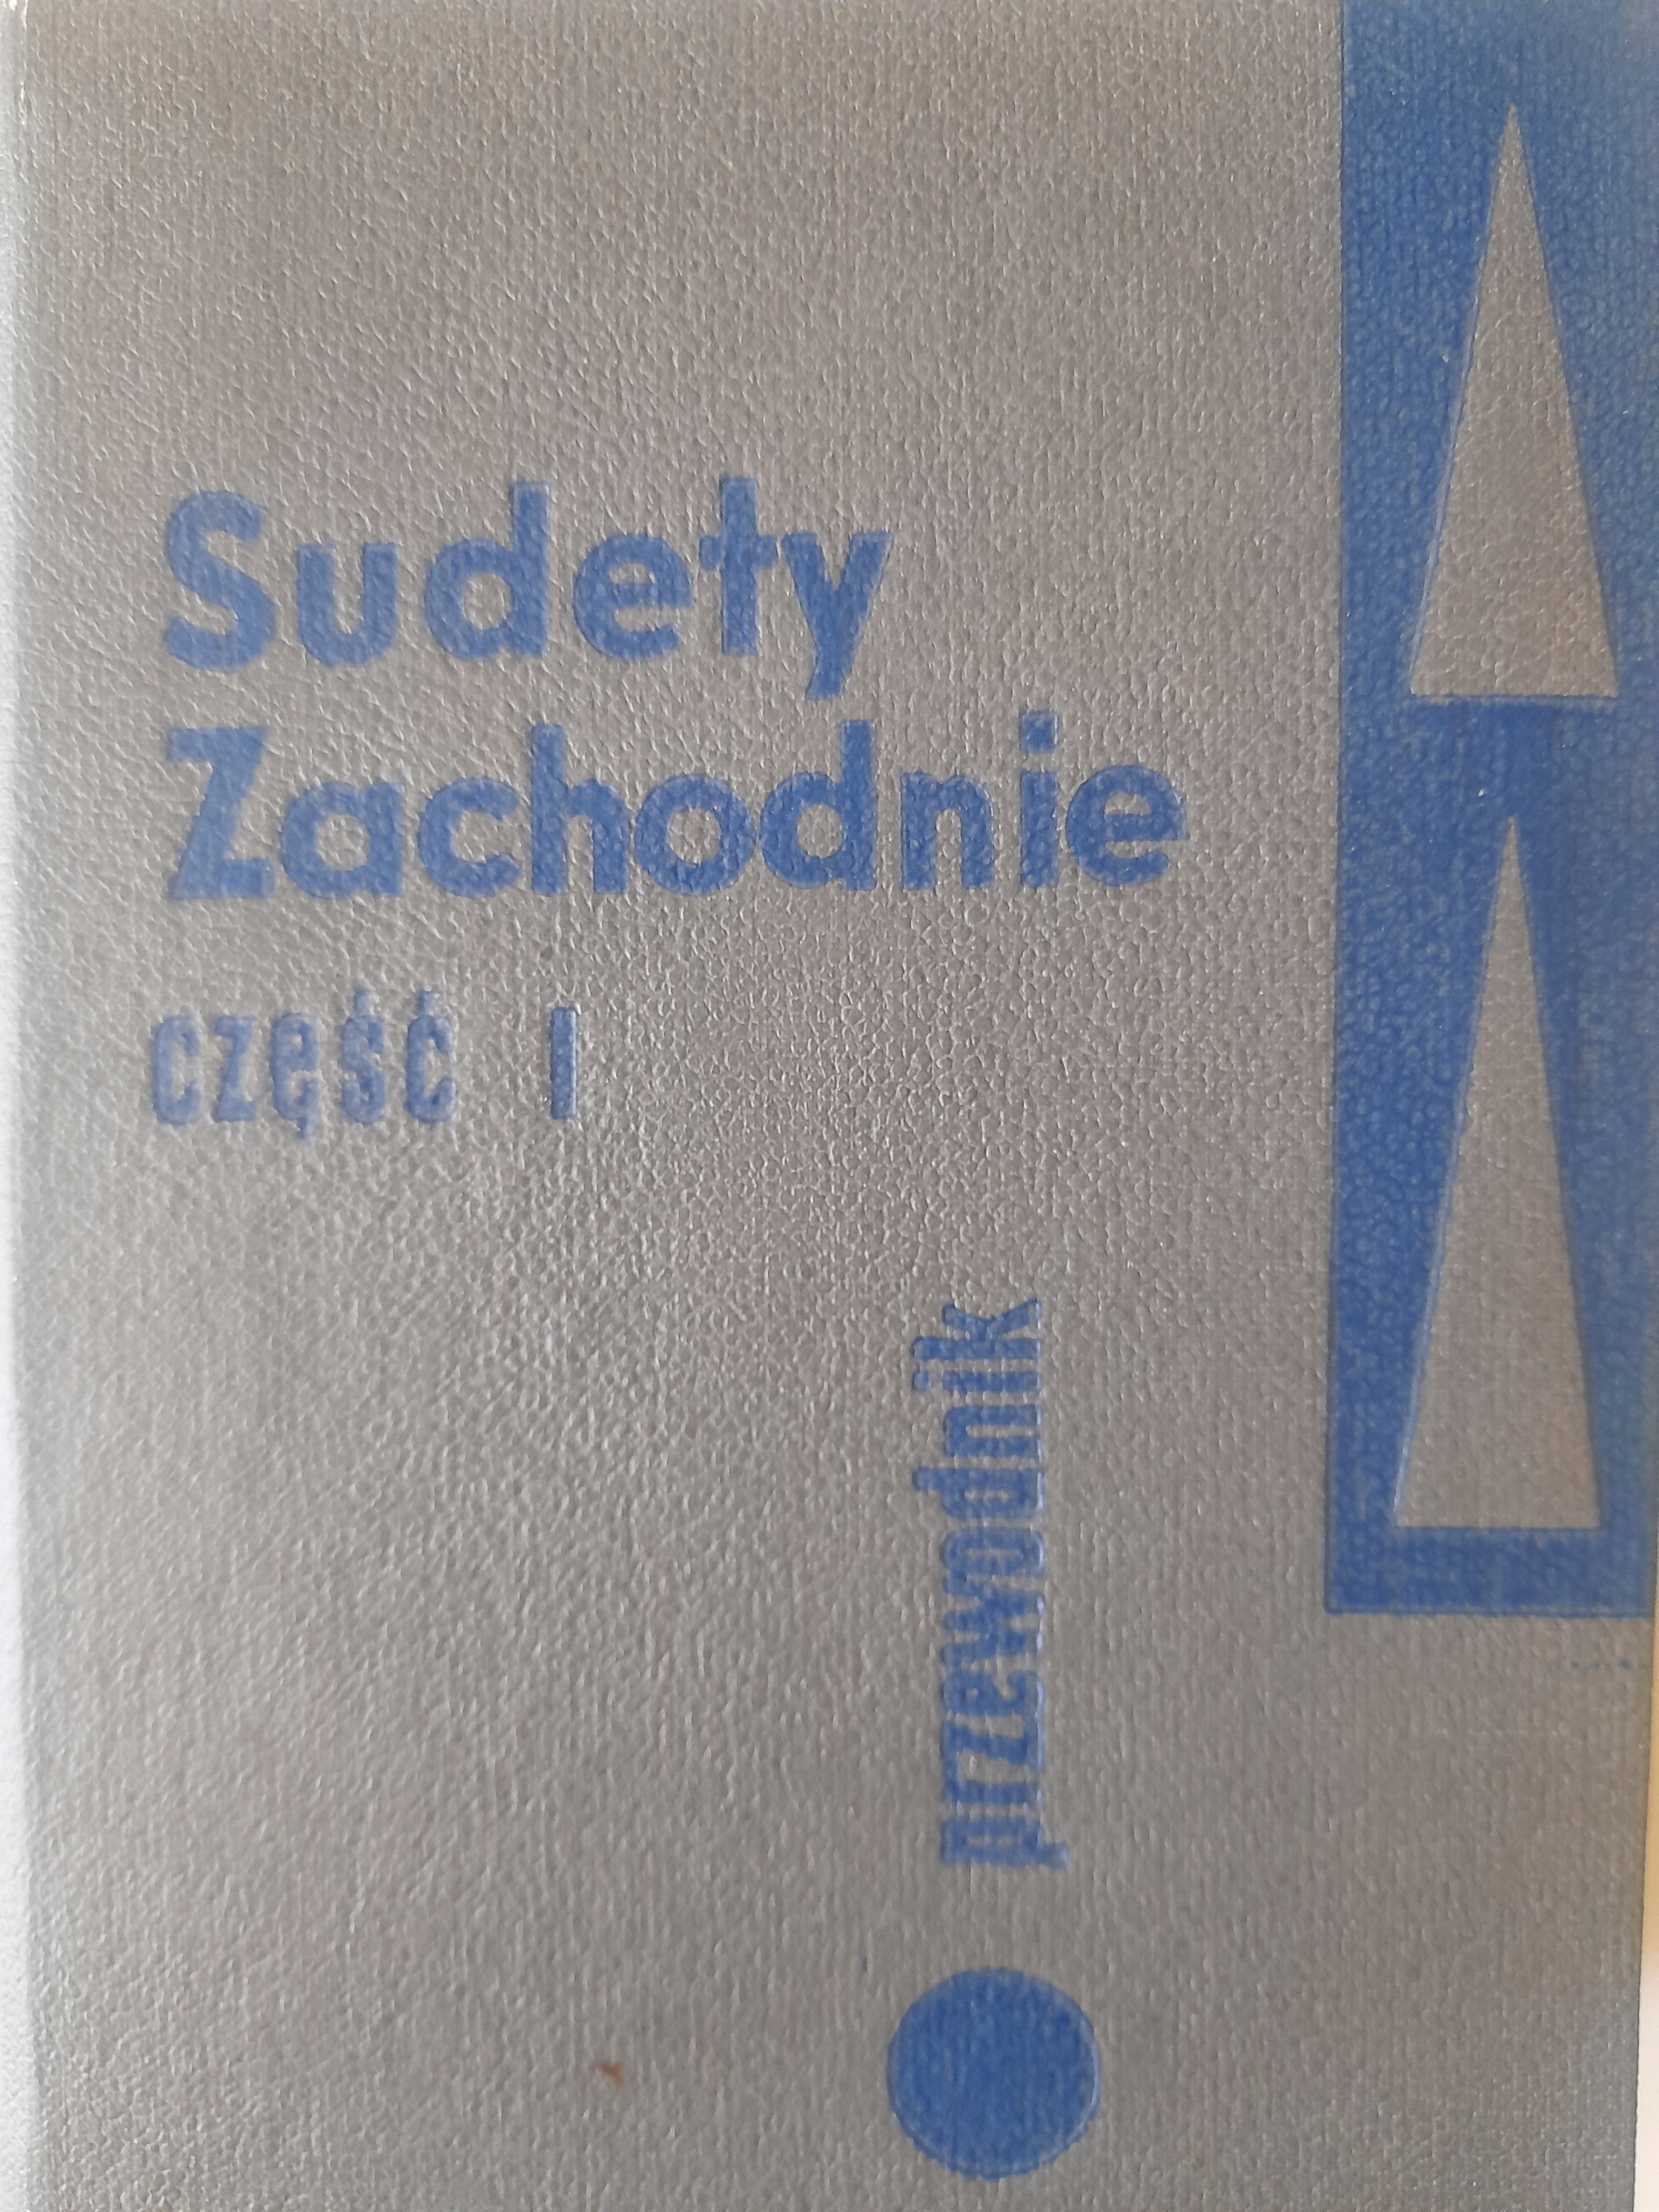 Sudety
Zachodnie
część I
przewodnik